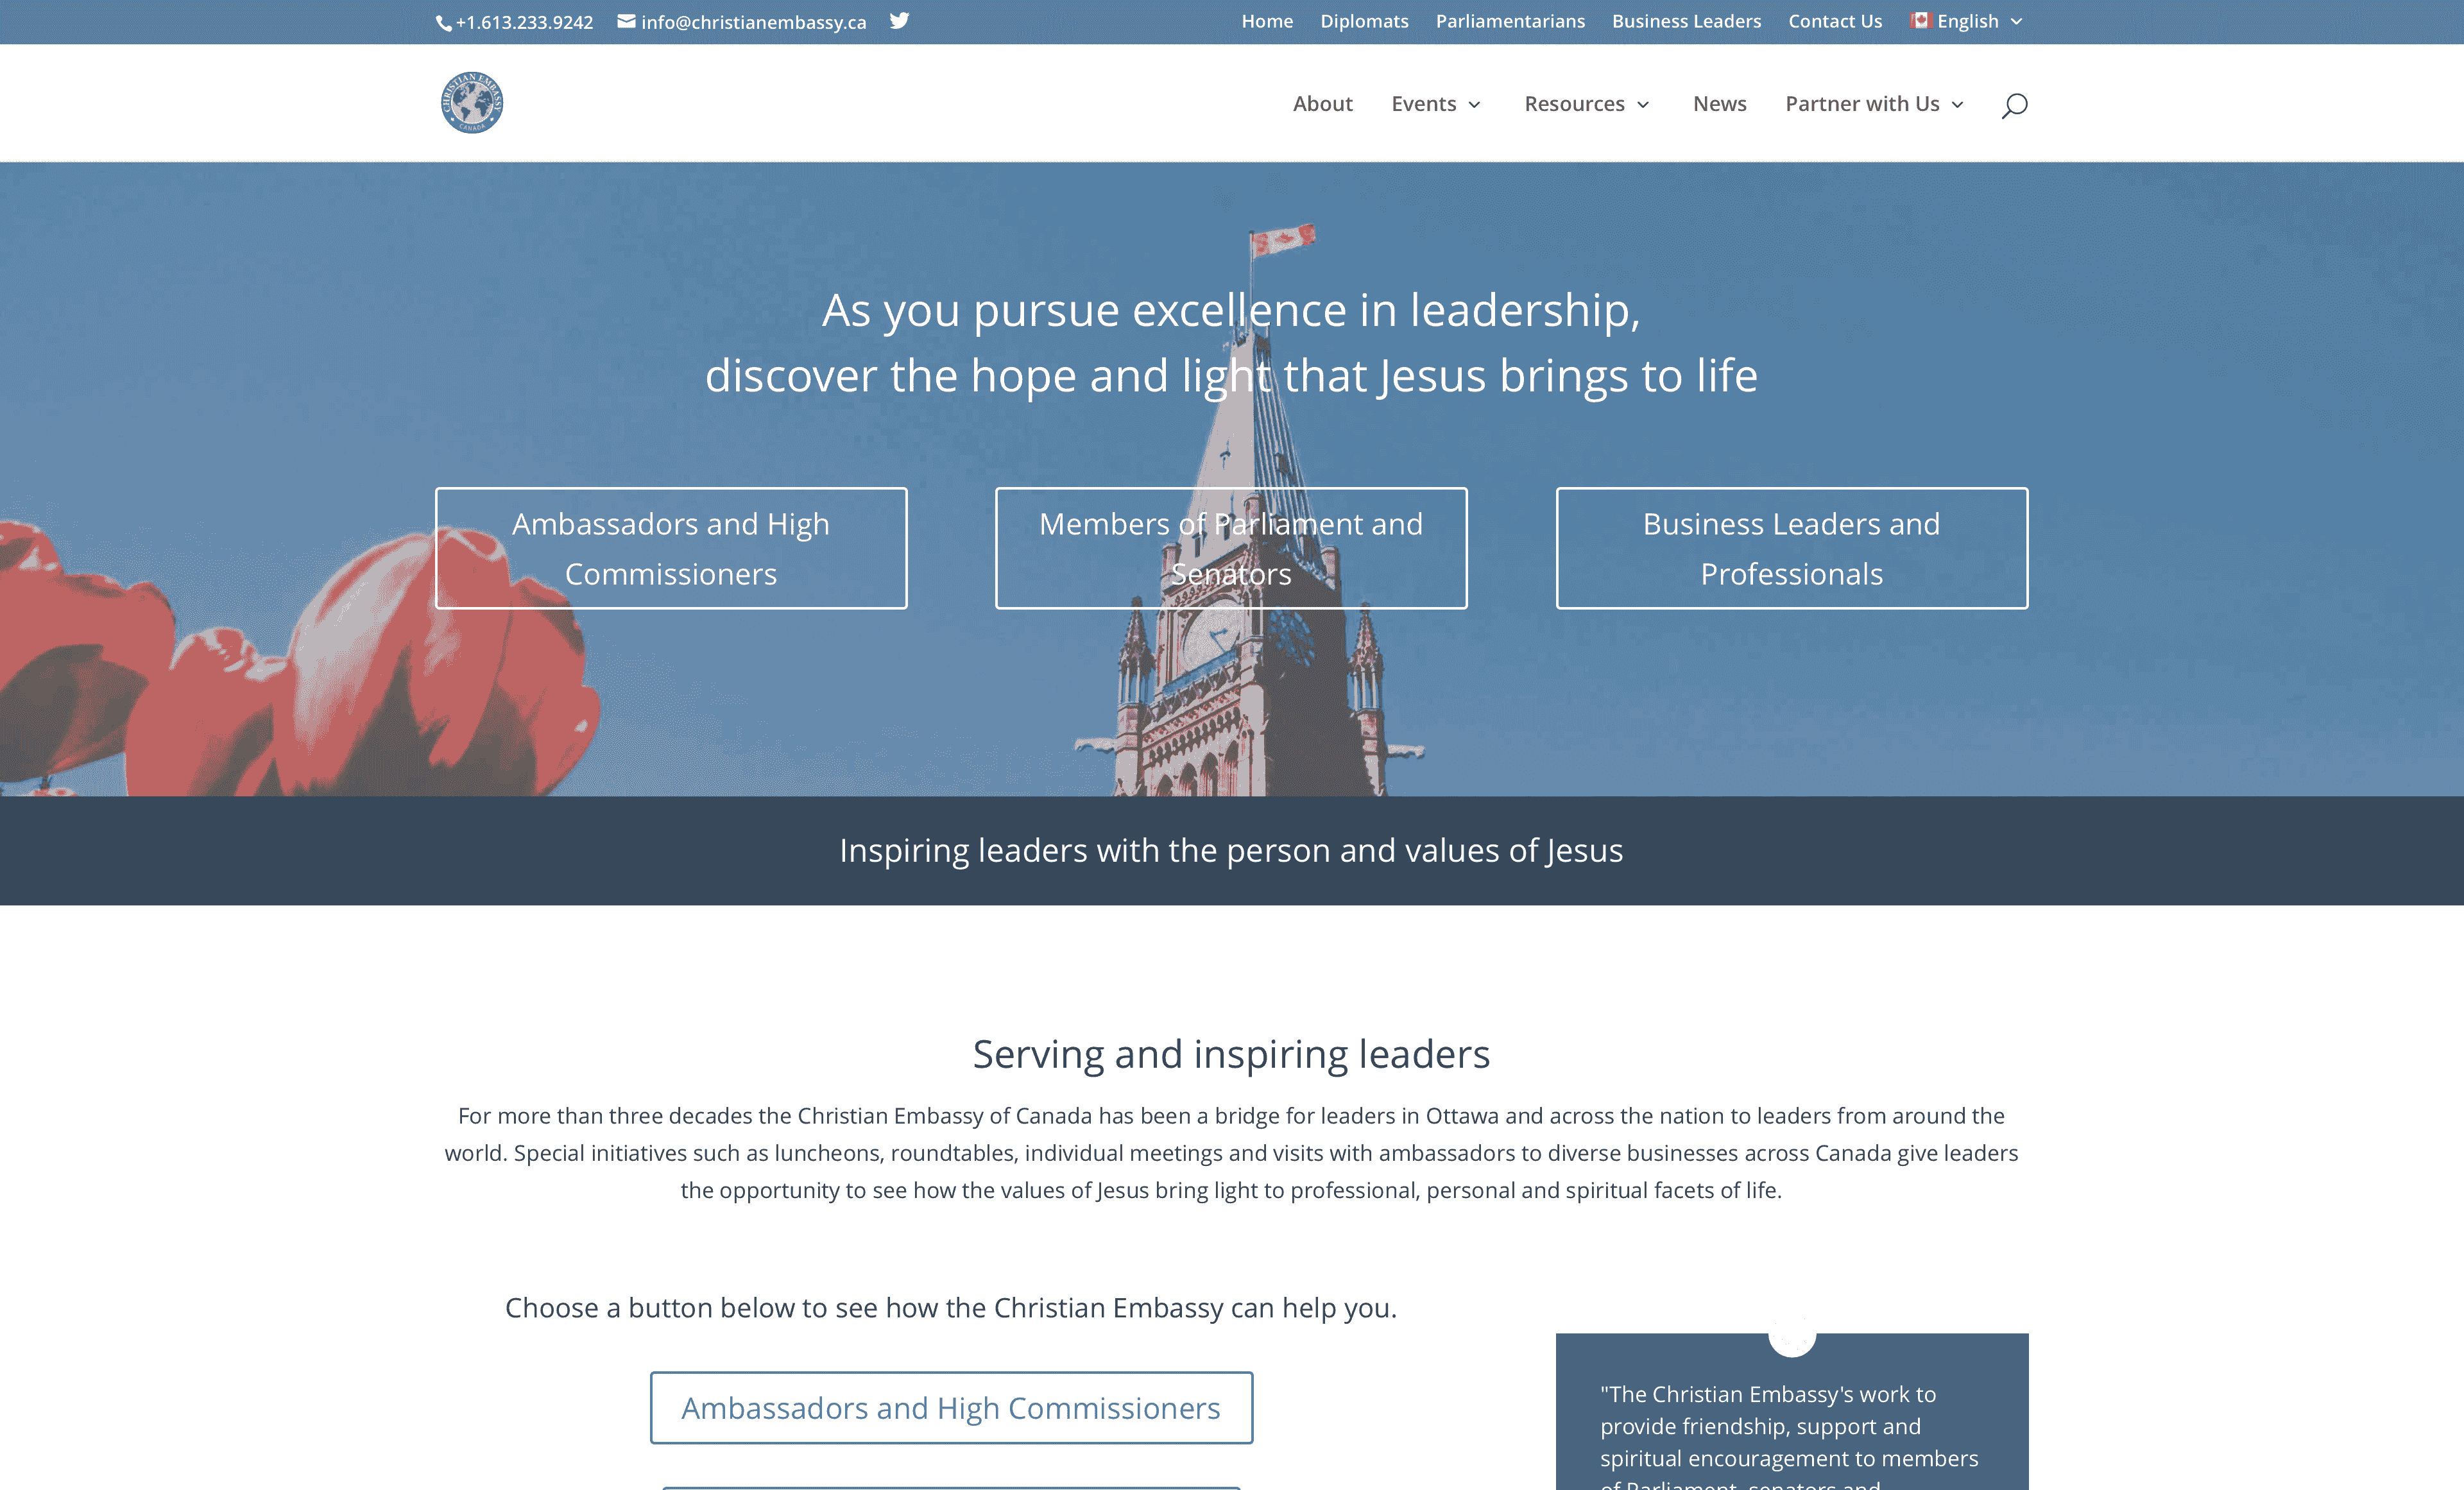 +1.613.233.9242 info@christianembassy.ca Home Diplomats Parliamentarians Business Leaders Contact Us English
CHRISTIAN EMBASSY
CANADA
About Events Resources News Partner with Us
As you pursue excellence in leadership,
discover the hope and light that Jesus brings to life
Ambassadors and High
Commissioners
Members of Parliament and
Senators
Business Leaders and
Professionals
Inspiring leaders with the person and values of Jesus
Serving and inspiring leaders
For more than three decades the Christian Embassy of Canada has been a bridge for leaders in Ottawa and across the nation to leaders from around the
world. Special initiatives such as luncheons, roundtables, individual meetings and visits with ambassadors to diverse businesses across Canada give leaders
the opportunity to see how the values of Jesus bring light to professional, personal and spiritual facets of life.
Choose a button below to see how the Christian Embassy can help you.
Ambassadors and High Commissioners
"The Christian Embassy's work to
provide friendship, support and
spiritual encouragement to members
of Parliament, senators and